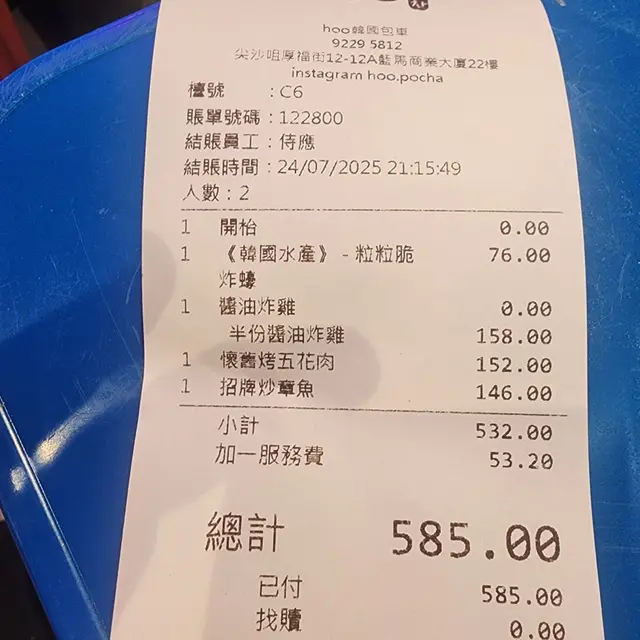 hoo韓國包車
9229 5812
尖沙咀厚福街12-12A藍馬商業大廈22樓
instagram hoo.pocha
檯號 : C6
賬單號碼 : 122800
結賬員工 : 侍應
結賬時間 : 24/07/2025 21:15:49
人數 : 2
1 開枱 0.00
1 《韓國水產》 - 粒粒脆 76.00
炸蠔
1 醬油炸雞 0.00
半份醬油炸雞 158.00
1 懷舊烤五花肉 152.00
1 招牌炒章魚 146.00
小計 532.00
加一服務費 53.20
總計 585.00
已付 585.00
找贖 0.00